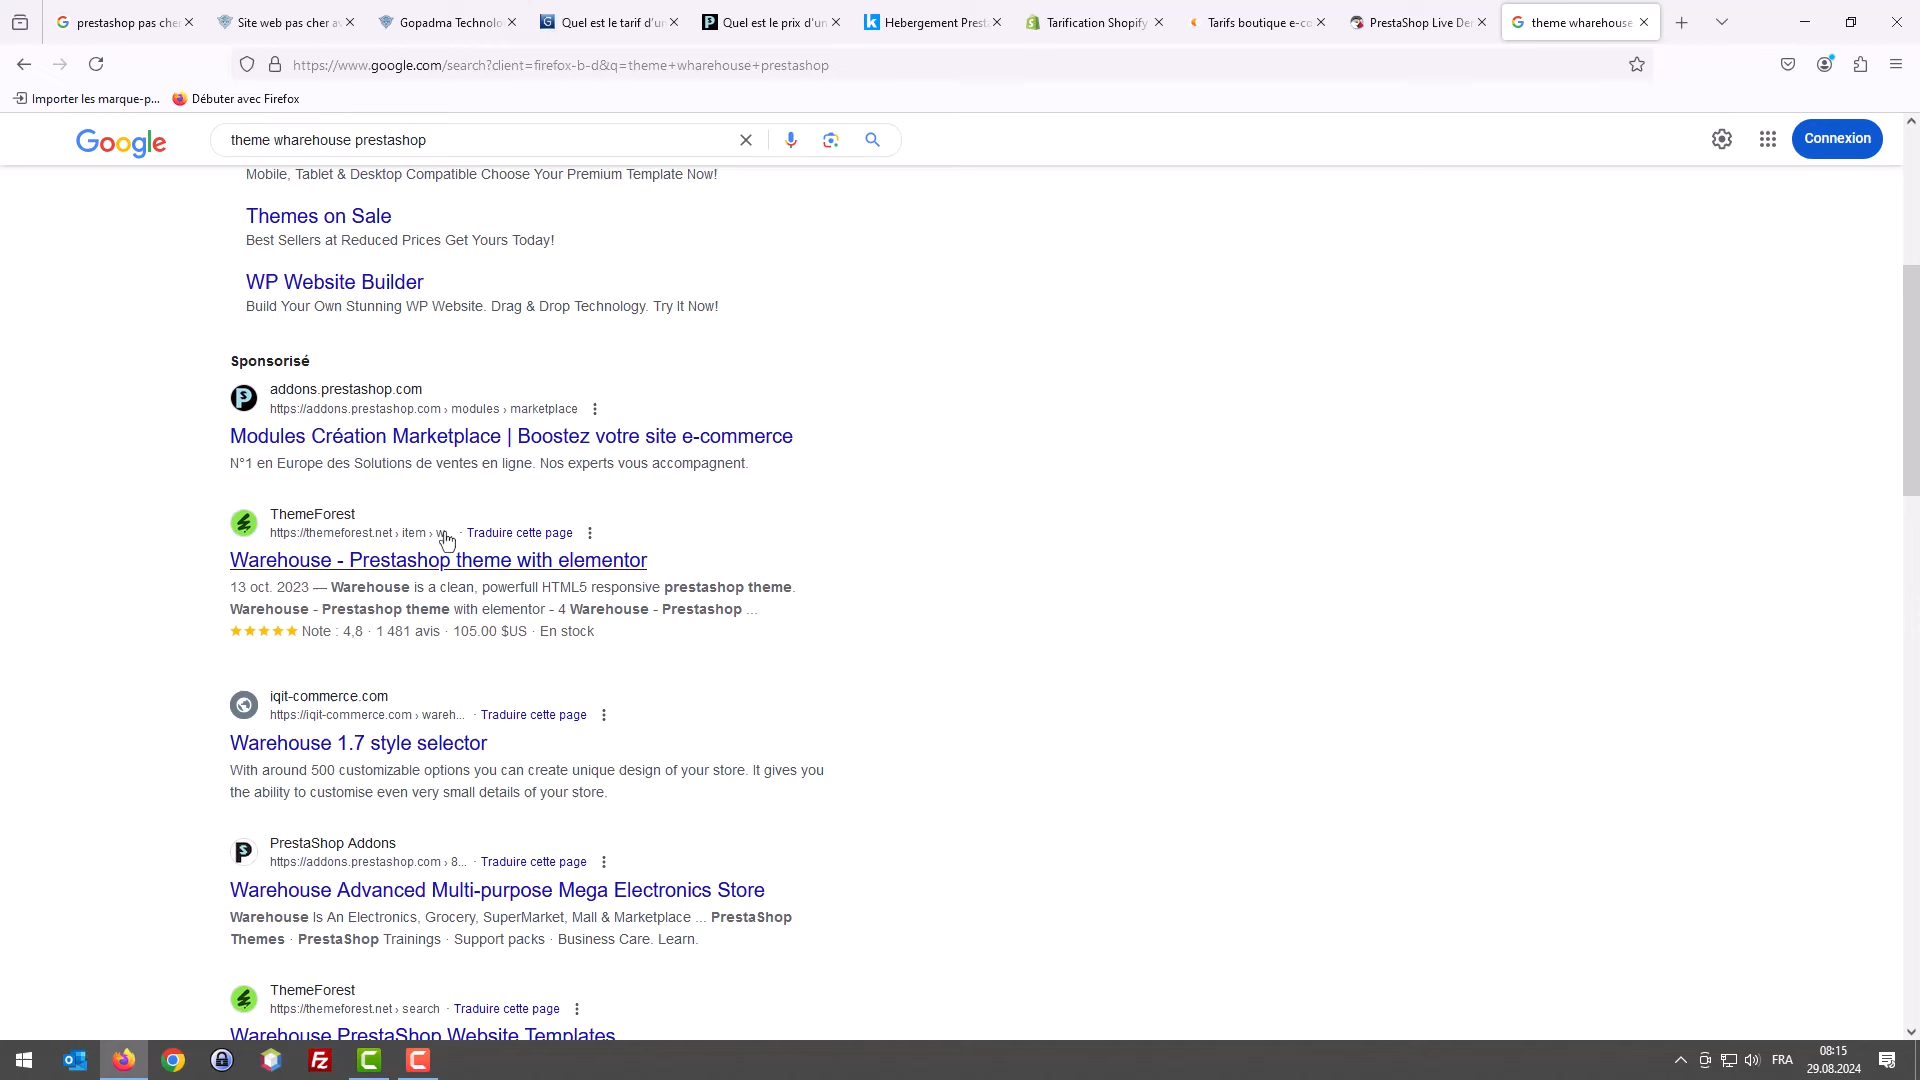 prestashop pas cher
Site web pas cher av
Gopadma Technolo
Quel est le tarif d'un
Quel est le prix d'un
Hebergement Prest
Tarification Shopify
Tarifs boutique e-co
PrestaShop Live De
theme wharehouse
https://www.google.com/search?client=firefox-b-d&q=theme+wharehouse+prestashop
Importer les marque-p...
Débuter avec Firefox
Google
theme wharehouse prestashop
Connexion
Mobile, Tablet & Desktop Compatible Choose Your Premium Template Now!
Themes on Sale
Best Sellers at Reduced Prices Get Yours Today!
WP Website Builder
Build Your Own Stunning WP Website. Drag & Drop Technology. Try It Now!
Sponsorisé
addons.prestashop.com
https://addons.prestashop.com › modules › marketplace
Modules Création Marketplace | Boostez votre site e-commerce
N°1 en Europe des Solutions de ventes en ligne. Nos experts vous accompagnent.
ThemeForest
https://themeforest.net › item › w... · Traduire cette page
Warehouse - Prestashop theme with elementor
13 oct. 2023 — Warehouse is a clean, powerfull HTML5 responsive prestashop theme.
Warehouse - Prestashop theme with elementor - 4 Warehouse - Prestashop ...
Note : 4,8 · 1 481 avis · 105.00 $US · En stock
iqit-commerce.com
https://iqit-commerce.com › wareh... · Traduire cette page
Warehouse 1.7 style selector
With around 500 customizable options you can create unique design of your store. It gives you
the ability to customise even very small details of your store.
PrestaShop Addons
https://addons.prestashop.com › 8... · Traduire cette page
Warehouse Advanced Multi-purpose Mega Electronics Store
Warehouse Is An Electronics, Grocery, SuperMarket, Mall & Marketplace ... PrestaShop
Themes · PrestaShop Trainings · Support packs · Business Care. Learn.
ThemeForest
https://themeforest.net › search · Traduire cette page
Warehouse PrestaShop Website Templates
FRA
08:15
29.08.2024